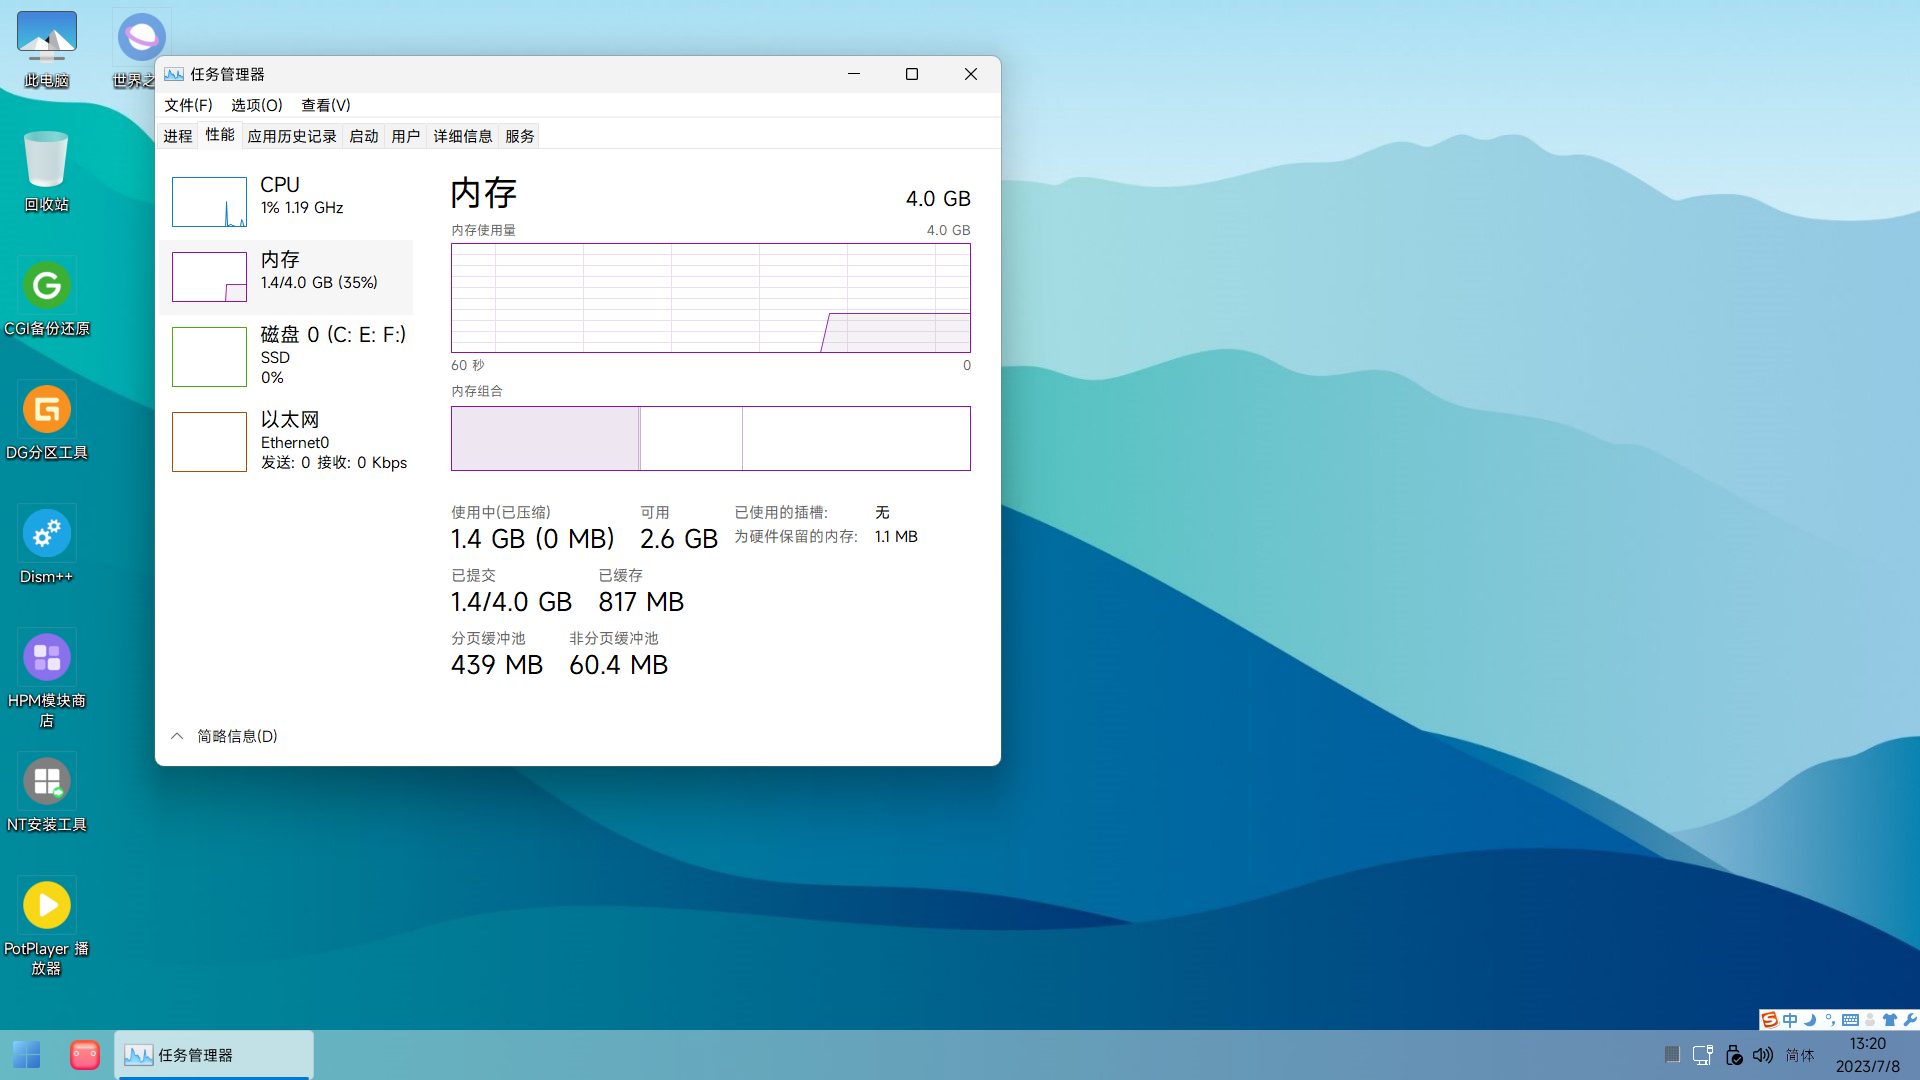 此电脑
世界之
回收站
CGI备份还原
DG分区工具
Dism++
HPM模块商
店
NT安装工具
PotPlayer 播
放器
任务管理器
文件(F) 选项(O) 查看(V)
进程 性能 应用历史记录 启动 用户 详细信息 服务
CPU
1% 1.19 GHz
内存
1.4/4.0 GB (35%)
磁盘 0 (C: E: F:)
SSD
0%
以太网
Ethernet0
发送: 0 接收: 0 Kbps
内存
4.0 GB
内存使用量
4.0 GB
60 秒
0
内存组合
使用中(已压缩)
1.4 GB (0 MB)
可用
2.6 GB
已使用的插槽: 无
为硬件保留的内存: 1.1 MB
已提交
1.4/4.0 GB
已缓存
817 MB
分页缓冲池
439 MB
非分页缓冲池
60.4 MB
简略信息(D)
S 中
任务管理器
简体
13:20
2023/7/8